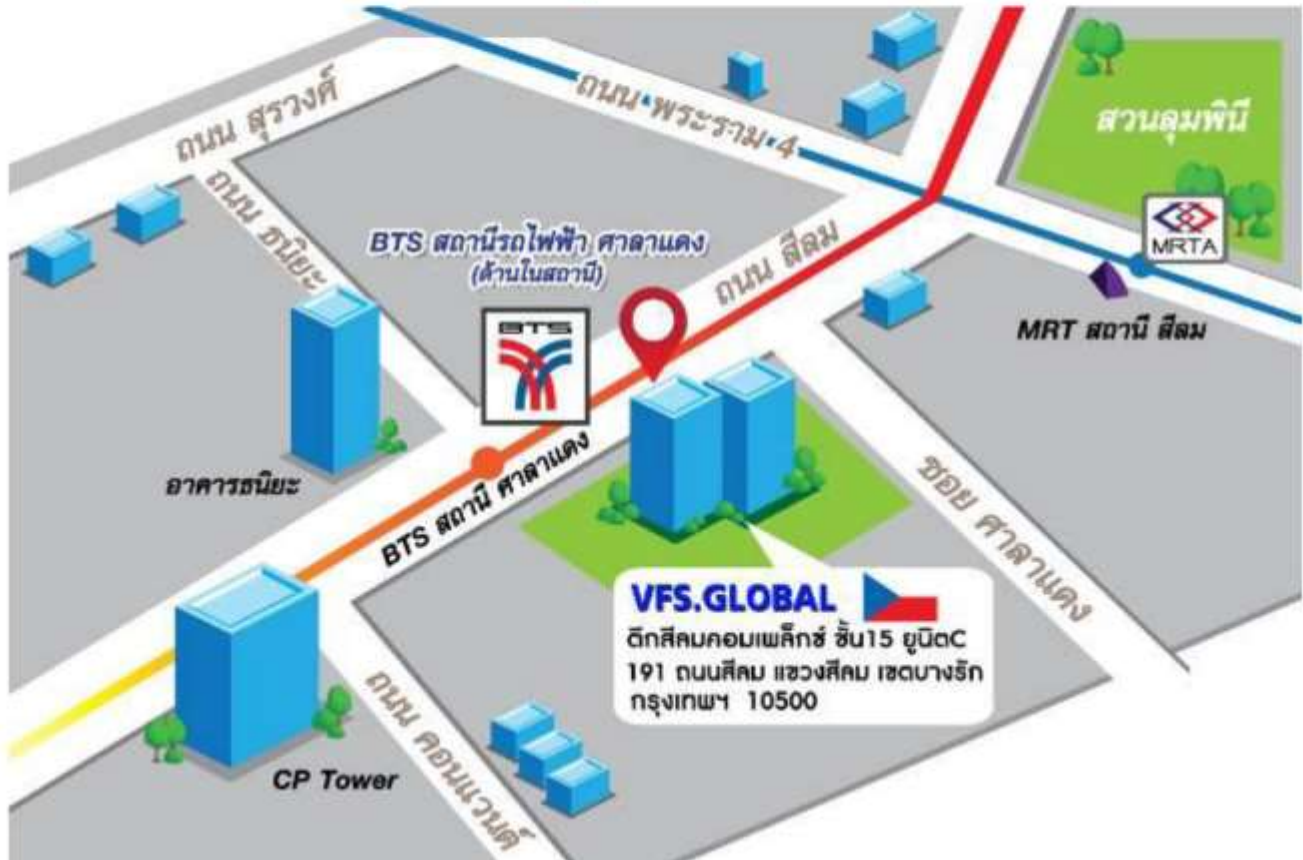 ถนน สุรวงศ์
ถนน พระราม 4
สวนลุมพินี
ถนน ธนิยะ
BTS สถานีรถไฟฟ้า ศาลาแดง
(ด้านในสถานี)
ถนน สีลม
MRTA
BTS
MRT สถานี สีลม
อาคารธนิยะ
BTS สถานี ศาลาแดง
ซอย ศาลาแดง
VFS.GLOBAL
ตึกสีลมคอมเพล็กซ์ ชั้น15 ยูนิตC
191 ถนนสีลม แขวงสีลม เขตบางรัก
กรุงเทพฯ 10500
ถนน คอนแวนต์
CP Tower